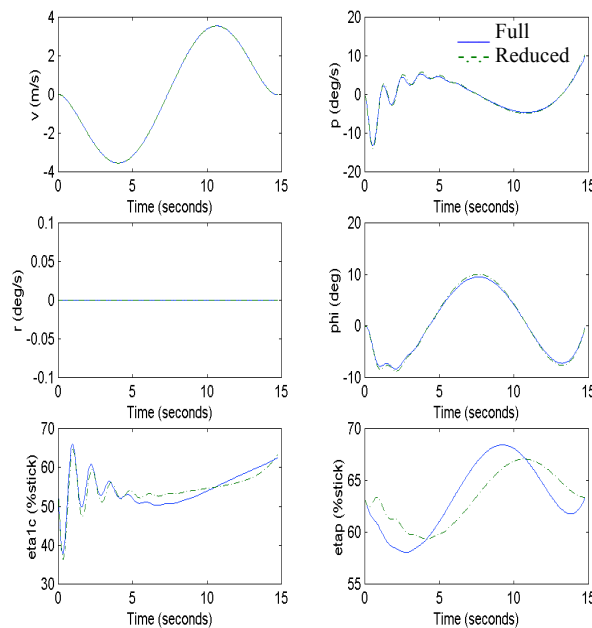 4
2
0
-2
-4
v (m/s)
0 5 10 15
Time (seconds)
20
10
0
-10
-20
p (deg/s)
Full
Reduced
0 5 10 15
Time (seconds)
0.1
0.05
0
-0.05
-0.1
r (deg/s)
0 5 10 15
Time (seconds)
20
10
0
-10
phi (deg)
0 5 10 15
Time (seconds)
70
60
50
40
30
eta1c (%stick)
0 5 10 15
Time (seconds)
70
65
60
55
etap (%stick)
0 5 10 15
Time (seconds)